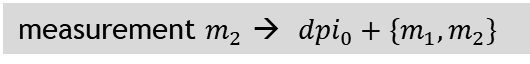 measurement m₂ → dpi₀ + {m₁, m₂}